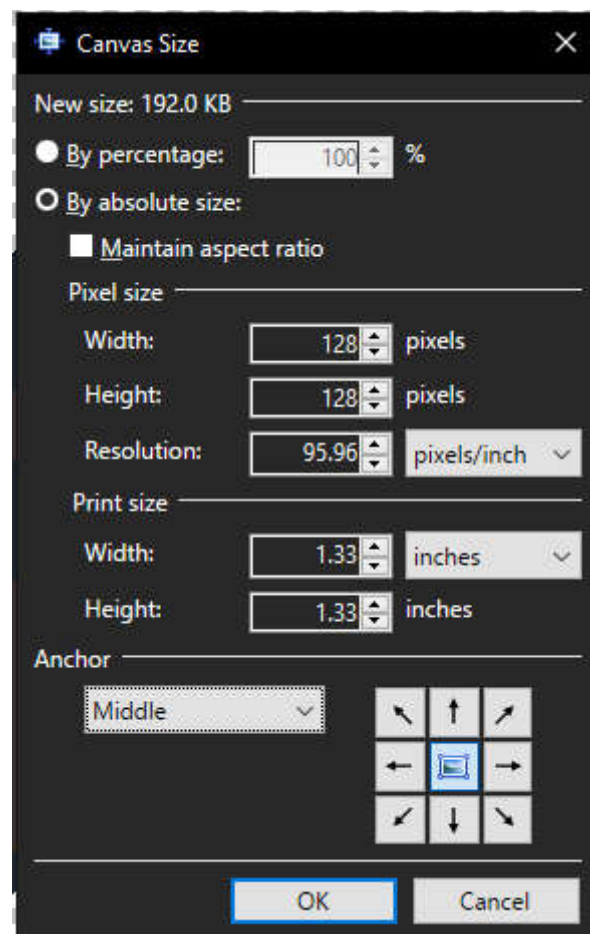 Canvas Size
New size: 192.0 KB
By percentage: 100 %
By absolute size:
Maintain aspect ratio
Pixel size
Width: 128 pixels
Height: 128 pixels
Resolution: 95.96 pixels/inch
Print size
Width: 1.33 inches
Height: 1.33 inches
Anchor
Middle
OK Cancel